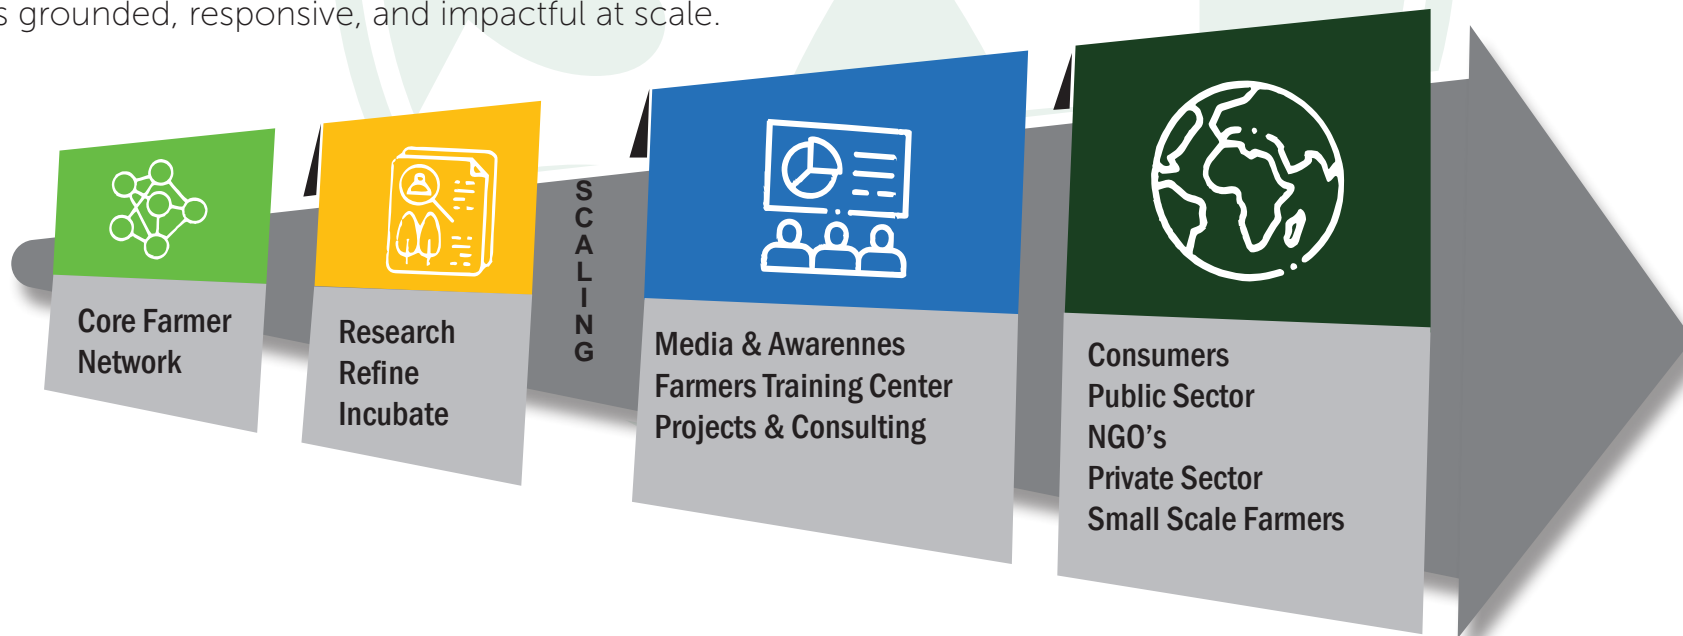 s grounded, responsive, and impactful at scale.
Core Farmer
Network
Research
Refine
Incubate
SCALING
Media & Awarennes
Farmers Training Center
Projects & Consulting
Consumers
Public Sector
NGO's
Private Sector
Small Scale Farmers